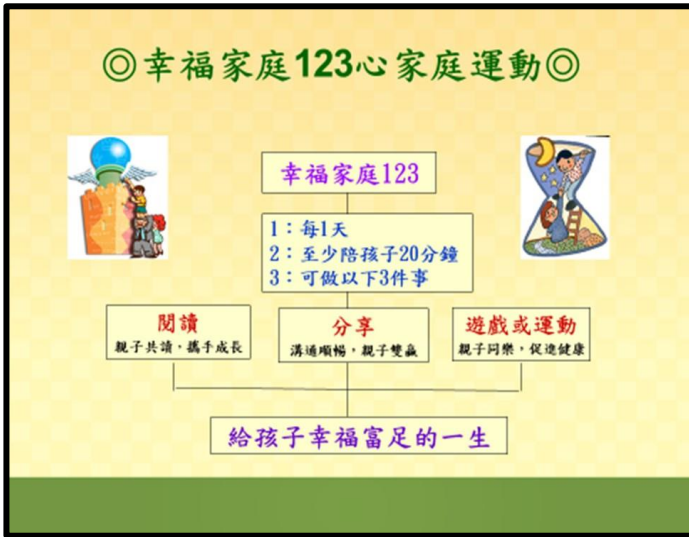 ◎幸福家庭123心家庭運動◎
幸福家庭123
1：每1天
2：至少陪孩子20分鐘
3：可做以下3件事
閱讀
親子共讀，攜手成長
分享
溝通順暢，親子雙贏
遊戲或運動
親子同樂，促進健康
給孩子幸福富足的一生